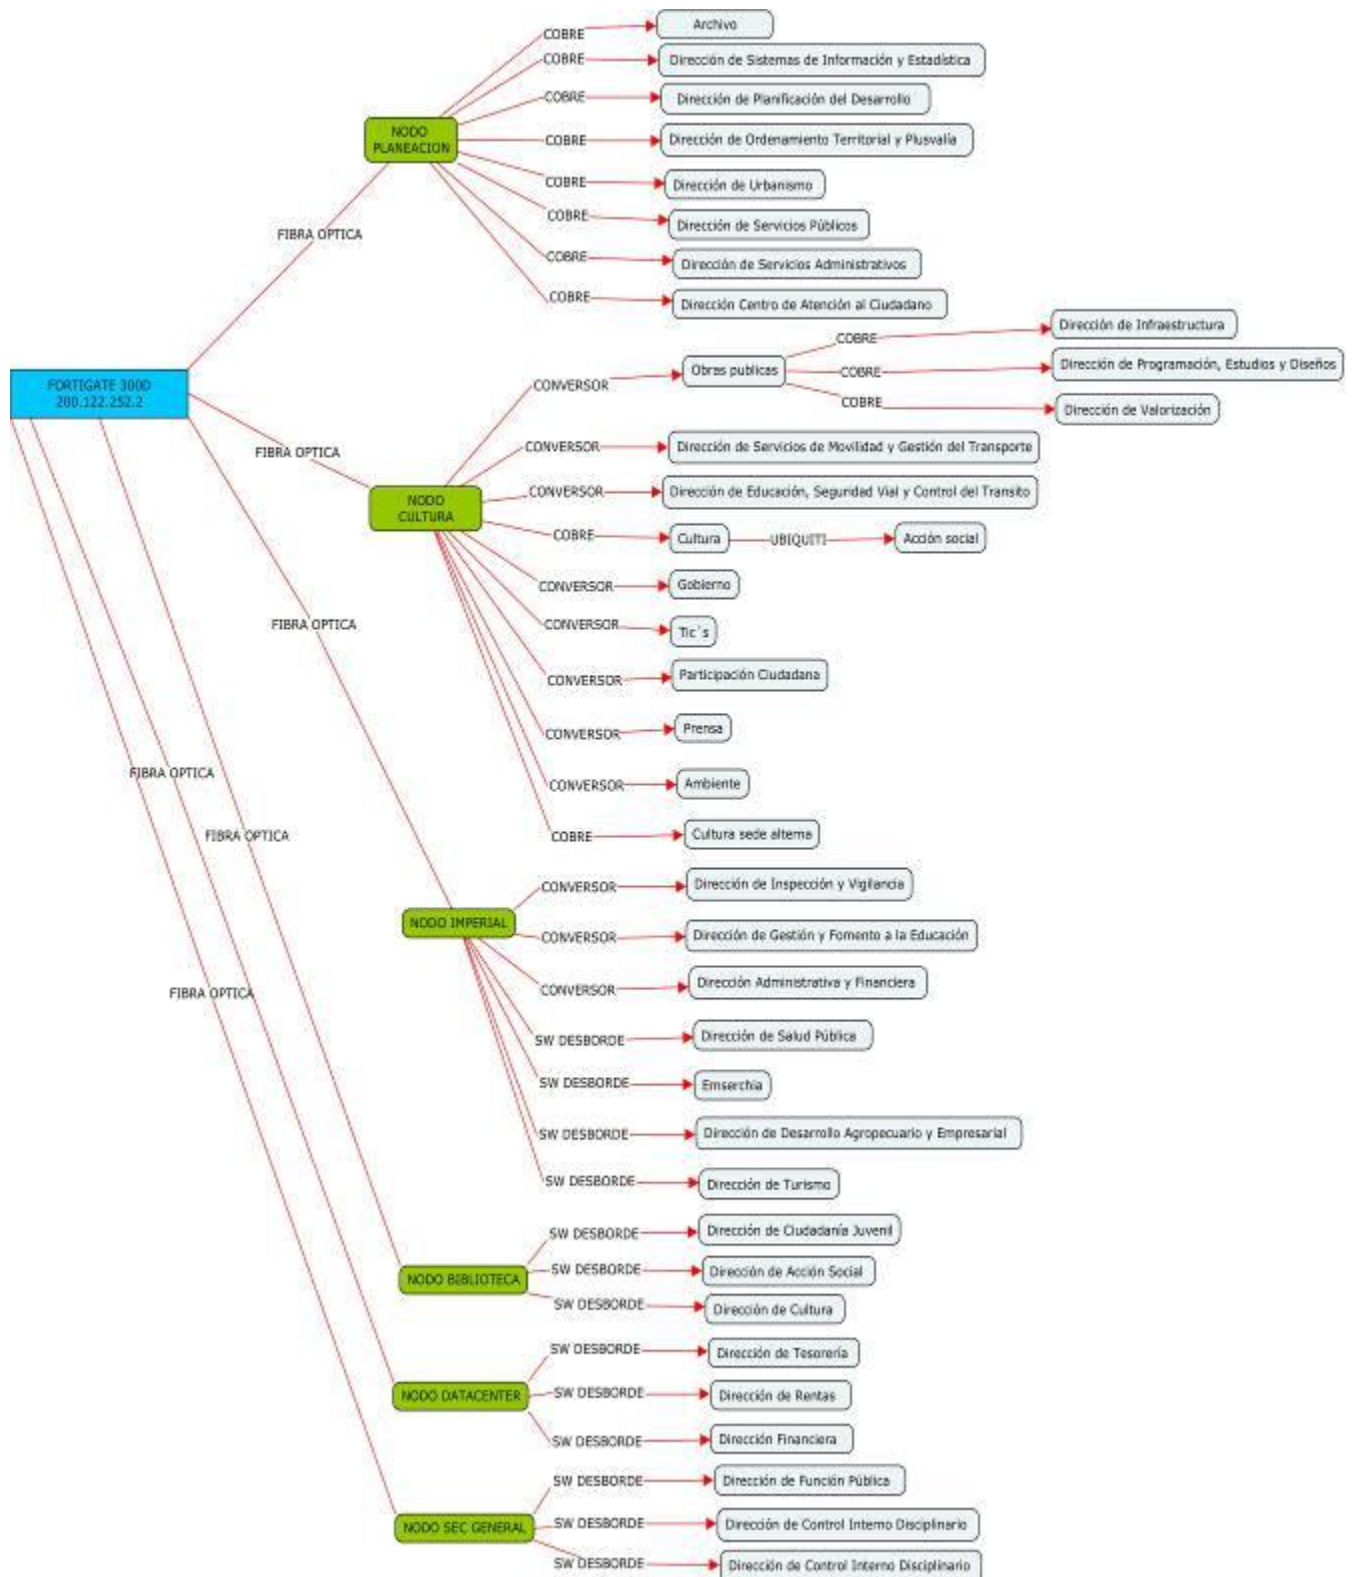 COBRE
Archivo
COBRE
Dirección de Sistemas de Información y Estadística
COBRE
Dirección de Planificación del Desarrollo
NODO
PLANEACION
COBRE
Dirección de Ordenamiento Territorial y Plusvalía
COBRE
Dirección de Urbanismo
COBRE
Dirección de Servicios Públicos
FIBRA OPTICA
COBRE
Dirección de Servicios Administrativos
COBRE
Dirección Centro de Atención al Ciudadano
FORTIGATE 300D
200.122.252.2
CONVERSOR
Obras publicas
COBRE
Dirección de Infraestructura
COBRE
Dirección de Programación, Estudios y Diseños
COBRE
Dirección de Valorización
FIBRA OPTICA
CONVERSOR
Dirección de Servicios de Movilidad y Gestión del Transporte
NODO
CULTURA
CONVERSOR
Dirección de Educación, Seguridad Vial y Control del Transito
COBRE
Cultura
UBIQUITI
Acción social
CONVERSOR
Gobierno
FIBRA OPTICA
CONVERSOR
Tic´s
CONVERSOR
Participación Ciudadana
CONVERSOR
Prensa
FIBRA OPTICA
CONVERSOR
Ambiente
FIBRA OPTICA
COBRE
Cultura sede alterna
CONVERSOR
Dirección de Inspección y Vigilancia
NODO IMPERIAL
CONVERSOR
Dirección de Gestión y Fomento a la Educación
FIBRA OPTICA
CONVERSOR
Dirección Administrativa y Financiera
SW DESBORDE
Dirección de Salud Pública
SW DESBORDE
Emserchia
SW DESBORDE
Dirección de Desarrollo Agropecuario y Empresarial
SW DESBORDE
Dirección de Turismo
SW DESBORDE
Dirección de Ciudadanía Juvenil
NODO BIBLIOTECA
SW DESBORDE
Dirección de Acción Social
SW DESBORDE
Dirección de Cultura
SW DESBORDE
Dirección de Tesorería
NODO DATACENTER
SW DESBORDE
Dirección de Rentas
SW DESBORDE
Dirección Financiera
SW DESBORDE
Dirección de Función Pública
NODO SEC GENERAL
SW DESBORDE
Dirección de Control Interno Disciplinario
SW DESBORDE
Dirección de Control Interno Disciplinario